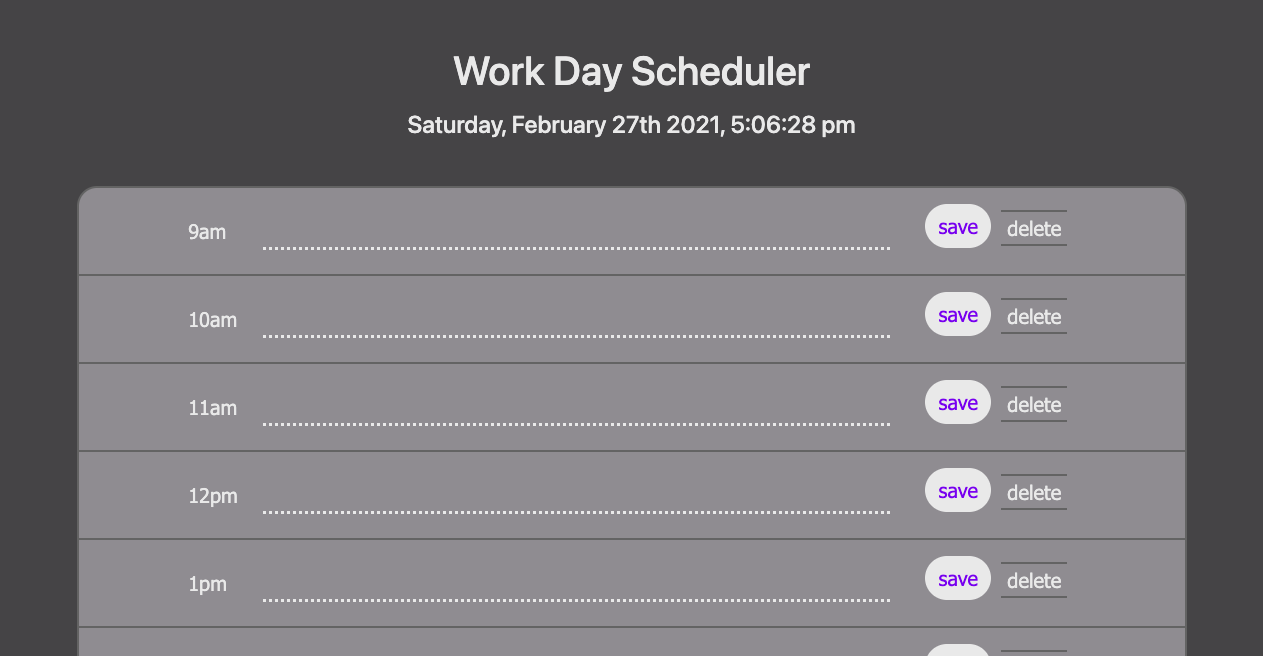 Work Day Scheduler
Saturday, February 27th 2021, 5:06:28 pm
9am save delete
10am save delete
11am save delete
12pm save delete
1pm save delete